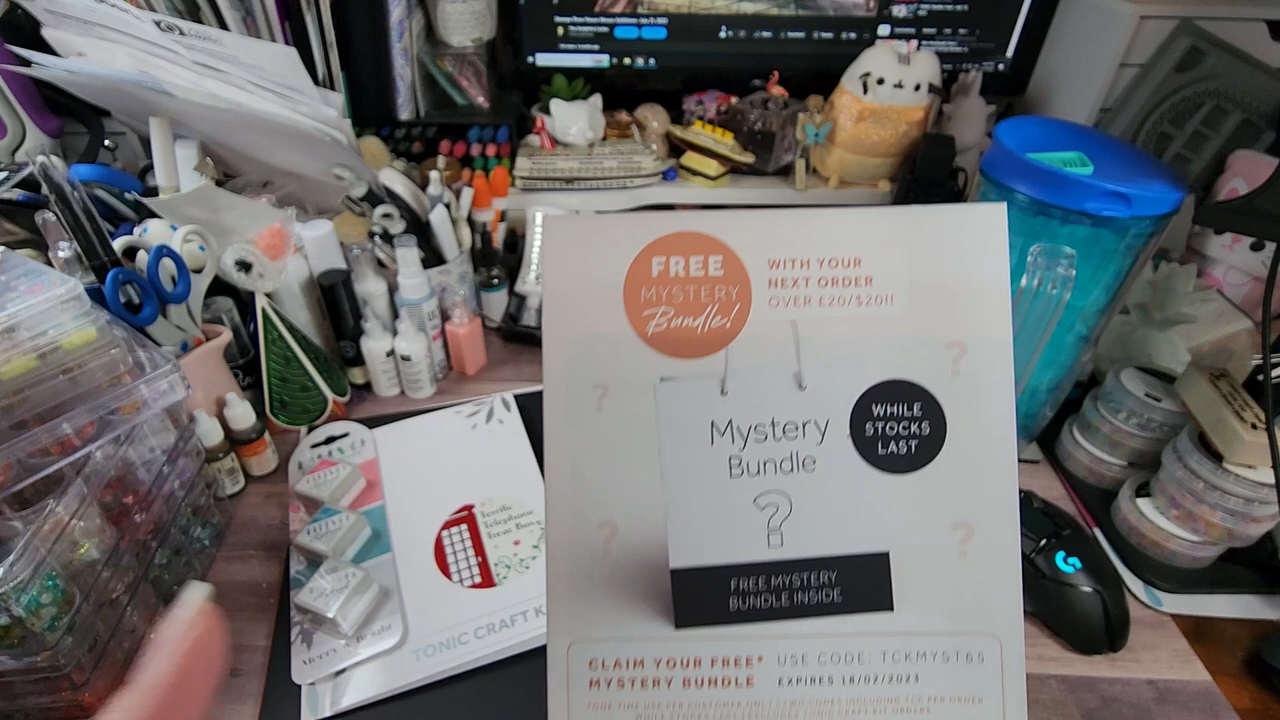 FREE
MYSTERY
Bundle!
WITH YOUR
NEXT ORDER
OVER £20/$20!!
Mystery
Bundle
?
WHILE
STOCKS
LAST
FREE MYSTERY
BUNDLE INSIDE
CLAIM YOUR FREE*
MYSTERY BUNDLE
USE CODE: TCKMYST65
EXPIRES 18/02/2023
Terrific
Telephone
Treat Boxes
TONIC CRAFT K
Merry & Bright